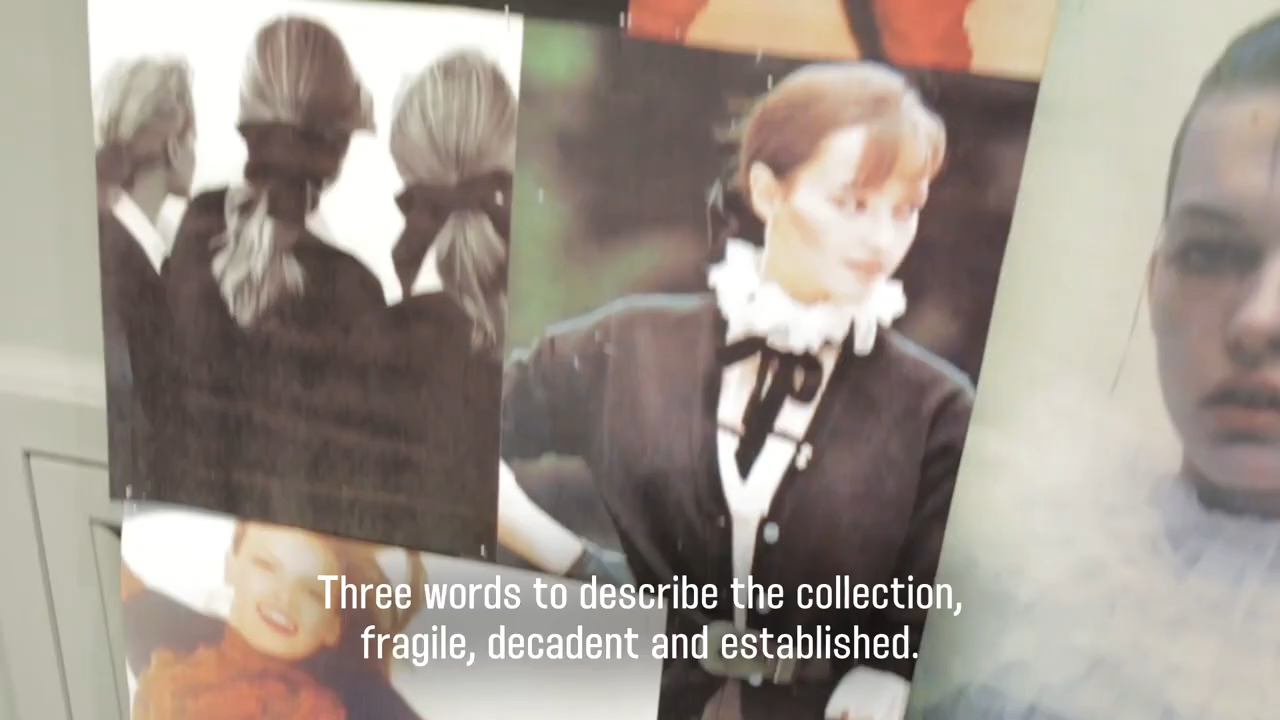 Three words to describe the collection,
fragile, decadent and established.